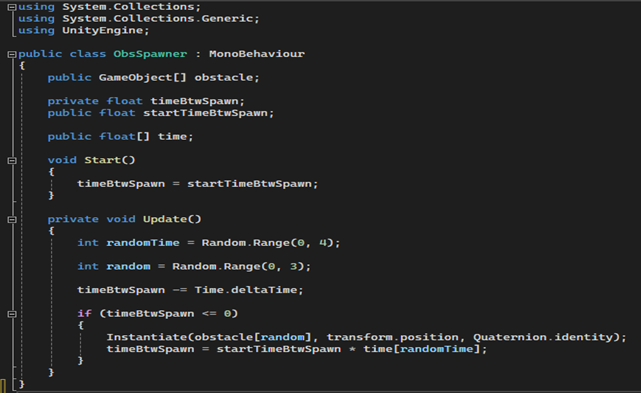 using System.Collections;
using System.Collections.Generic;
using UnityEngine;
public class ObsSpawner : MonoBehaviour
{
public GameObject[] obstacle;
private float timeBtwSpawn;
public float startTimeBtwSpawn;
public float[] time;
void Start()
{
timeBtwSpawn = startTimeBtwSpawn;
}
private void Update()
{
int randomTime = Random.Range(0, 4);
int random = Random.Range(0, 3);
timeBtwSpawn -= Time.deltaTime;
if (timeBtwSpawn <= 0)
{
Instantiate(obstacle[random], transform.position, Quaternion.identity);
timeBtwSpawn = startTimeBtwSpawn * time[randomTime];
}
}
}